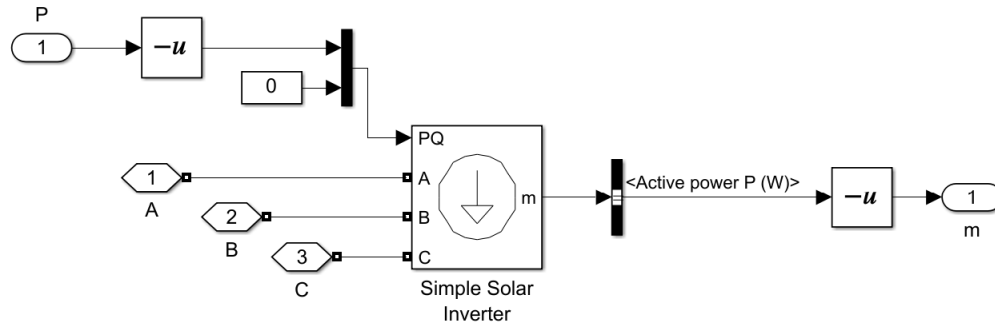 P
1
−u
0
PQ
1
A
A
2
B
B
3
C
C
m
<Active power P (W)>
−u
1
m
Simple Solar
Inverter